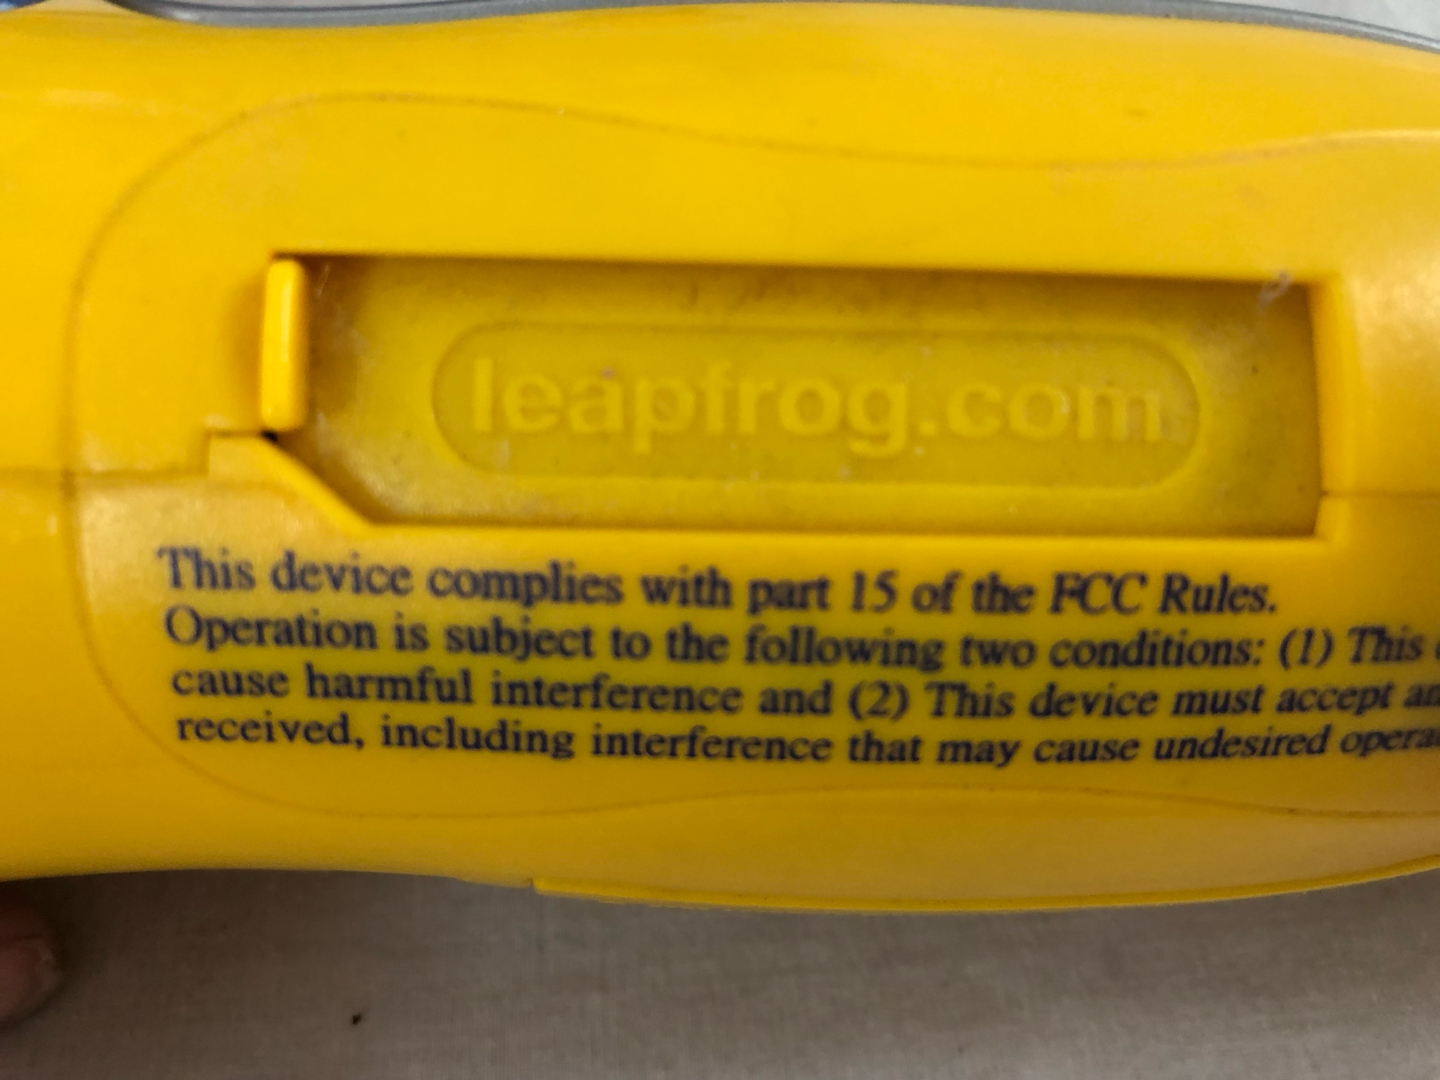 leapfrog.com
This device complies with part 15 of the FCC Rules.
Operation is subject to the following two conditions: (1) This
cause harmful interference and (2) This device must accept
received, including interference that may cause undesired